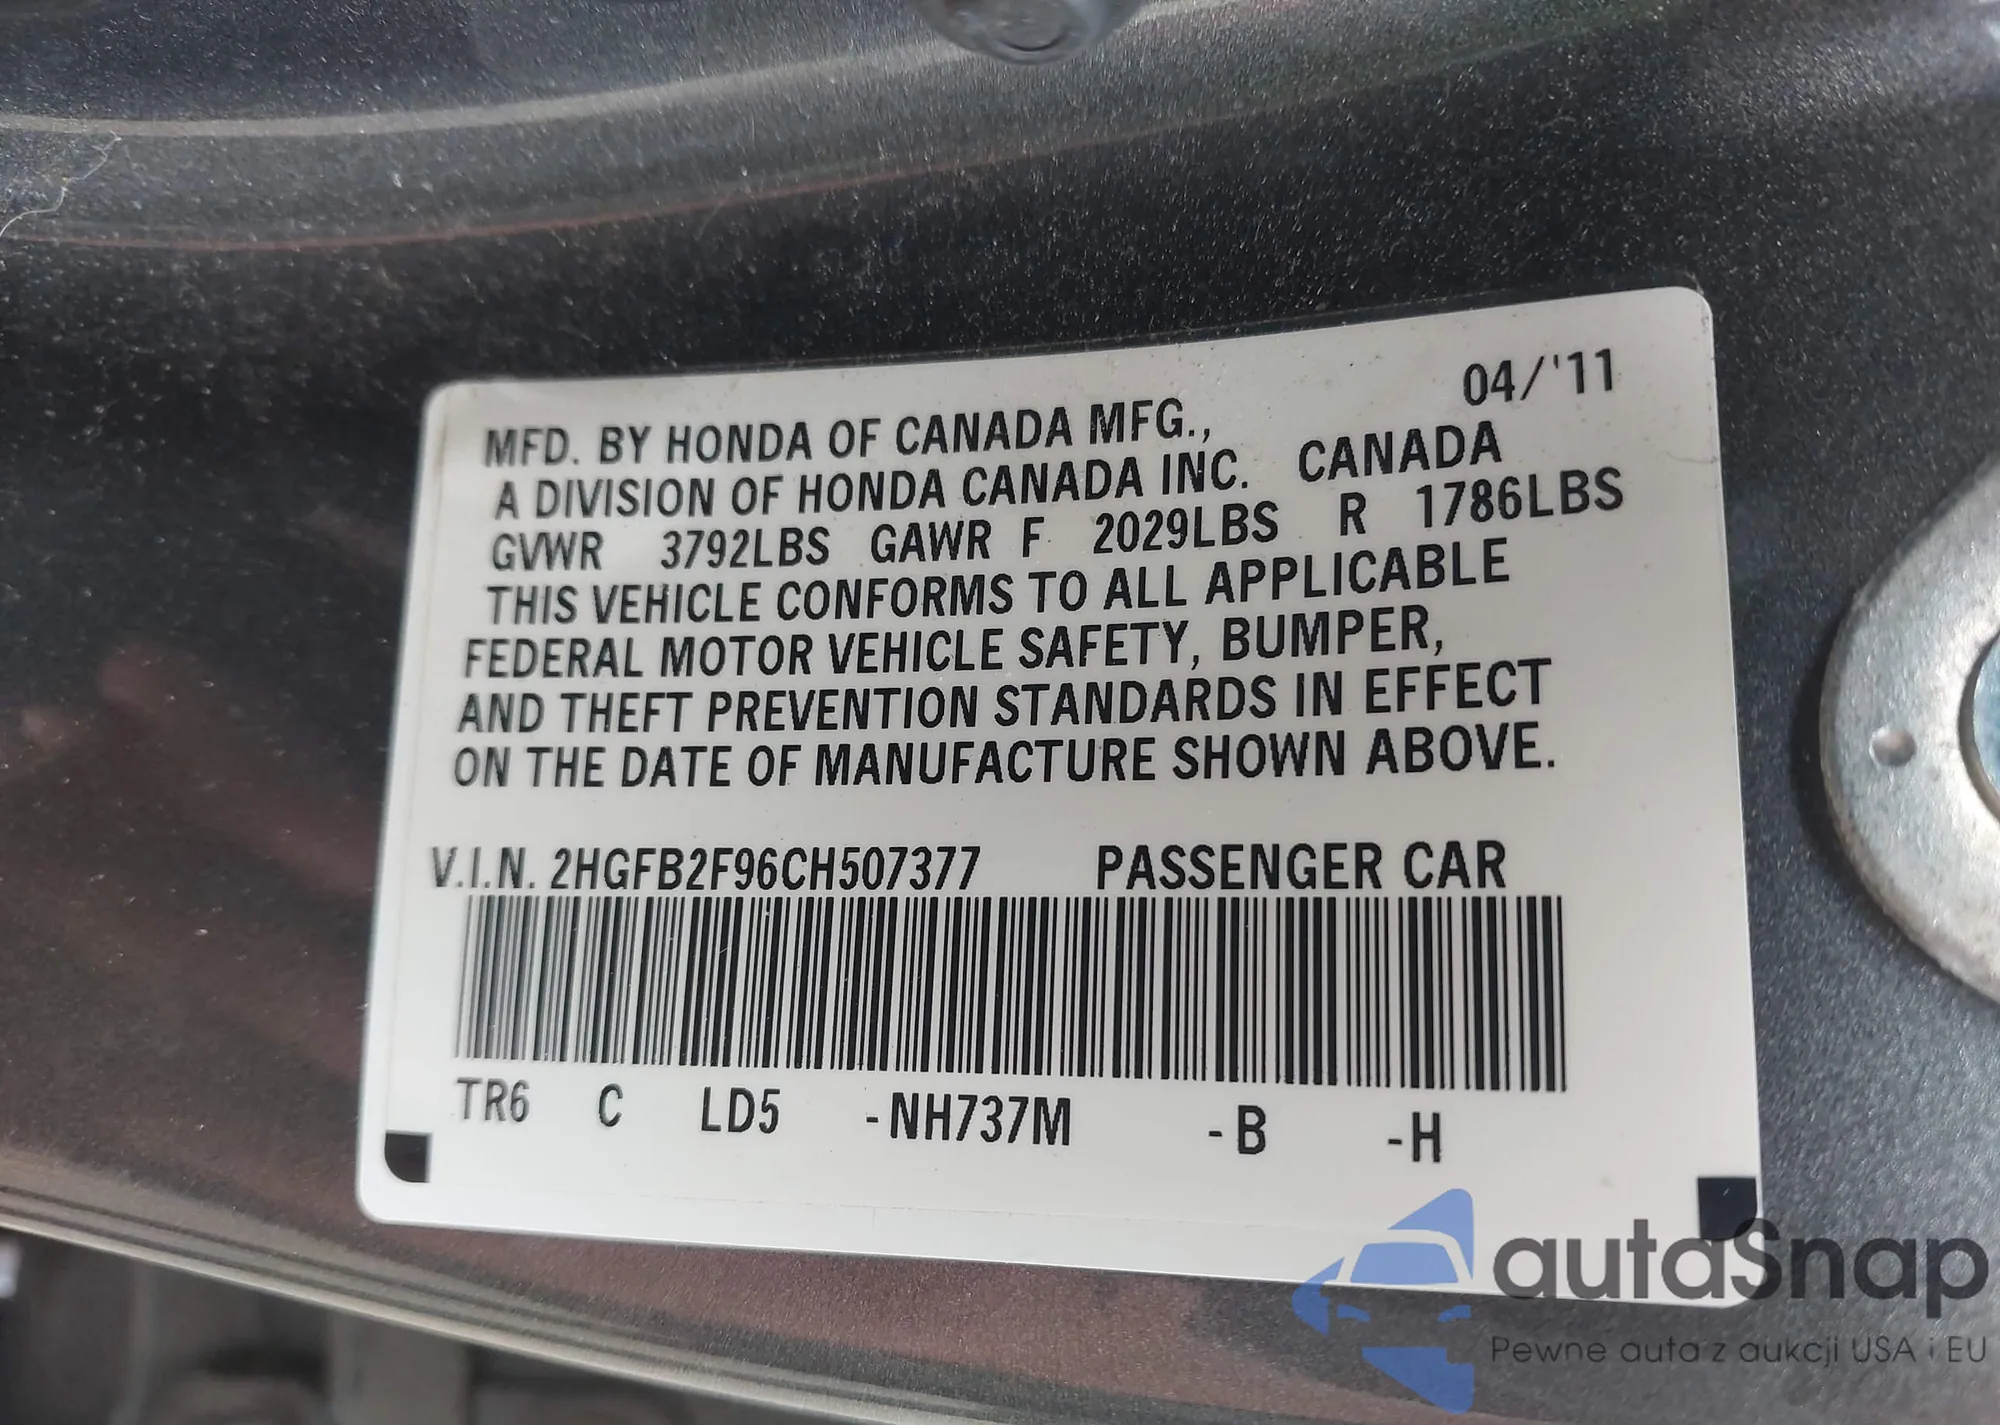 04/'11
MFD. BY HONDA OF CANADA MFG.,
A DIVISION OF HONDA CANADA INC. CANADA
GVWR 3792LBS GAWR F 2029LBS R 1786LBS
THIS VEHICLE CONFORMS TO ALL APPLICABLE
FEDERAL MOTOR VEHICLE SAFETY, BUMPER,
AND THEFT PREVENTION STANDARDS IN EFFECT
ON THE DATE OF MANUFACTURE SHOWN ABOVE.
V.I.N. 2HGFB2F96CH507377 PASSENGER CAR
TR6 C LD5 -NH737M -B -H
autaSnap
Pewne auta z aukcji USA i EU